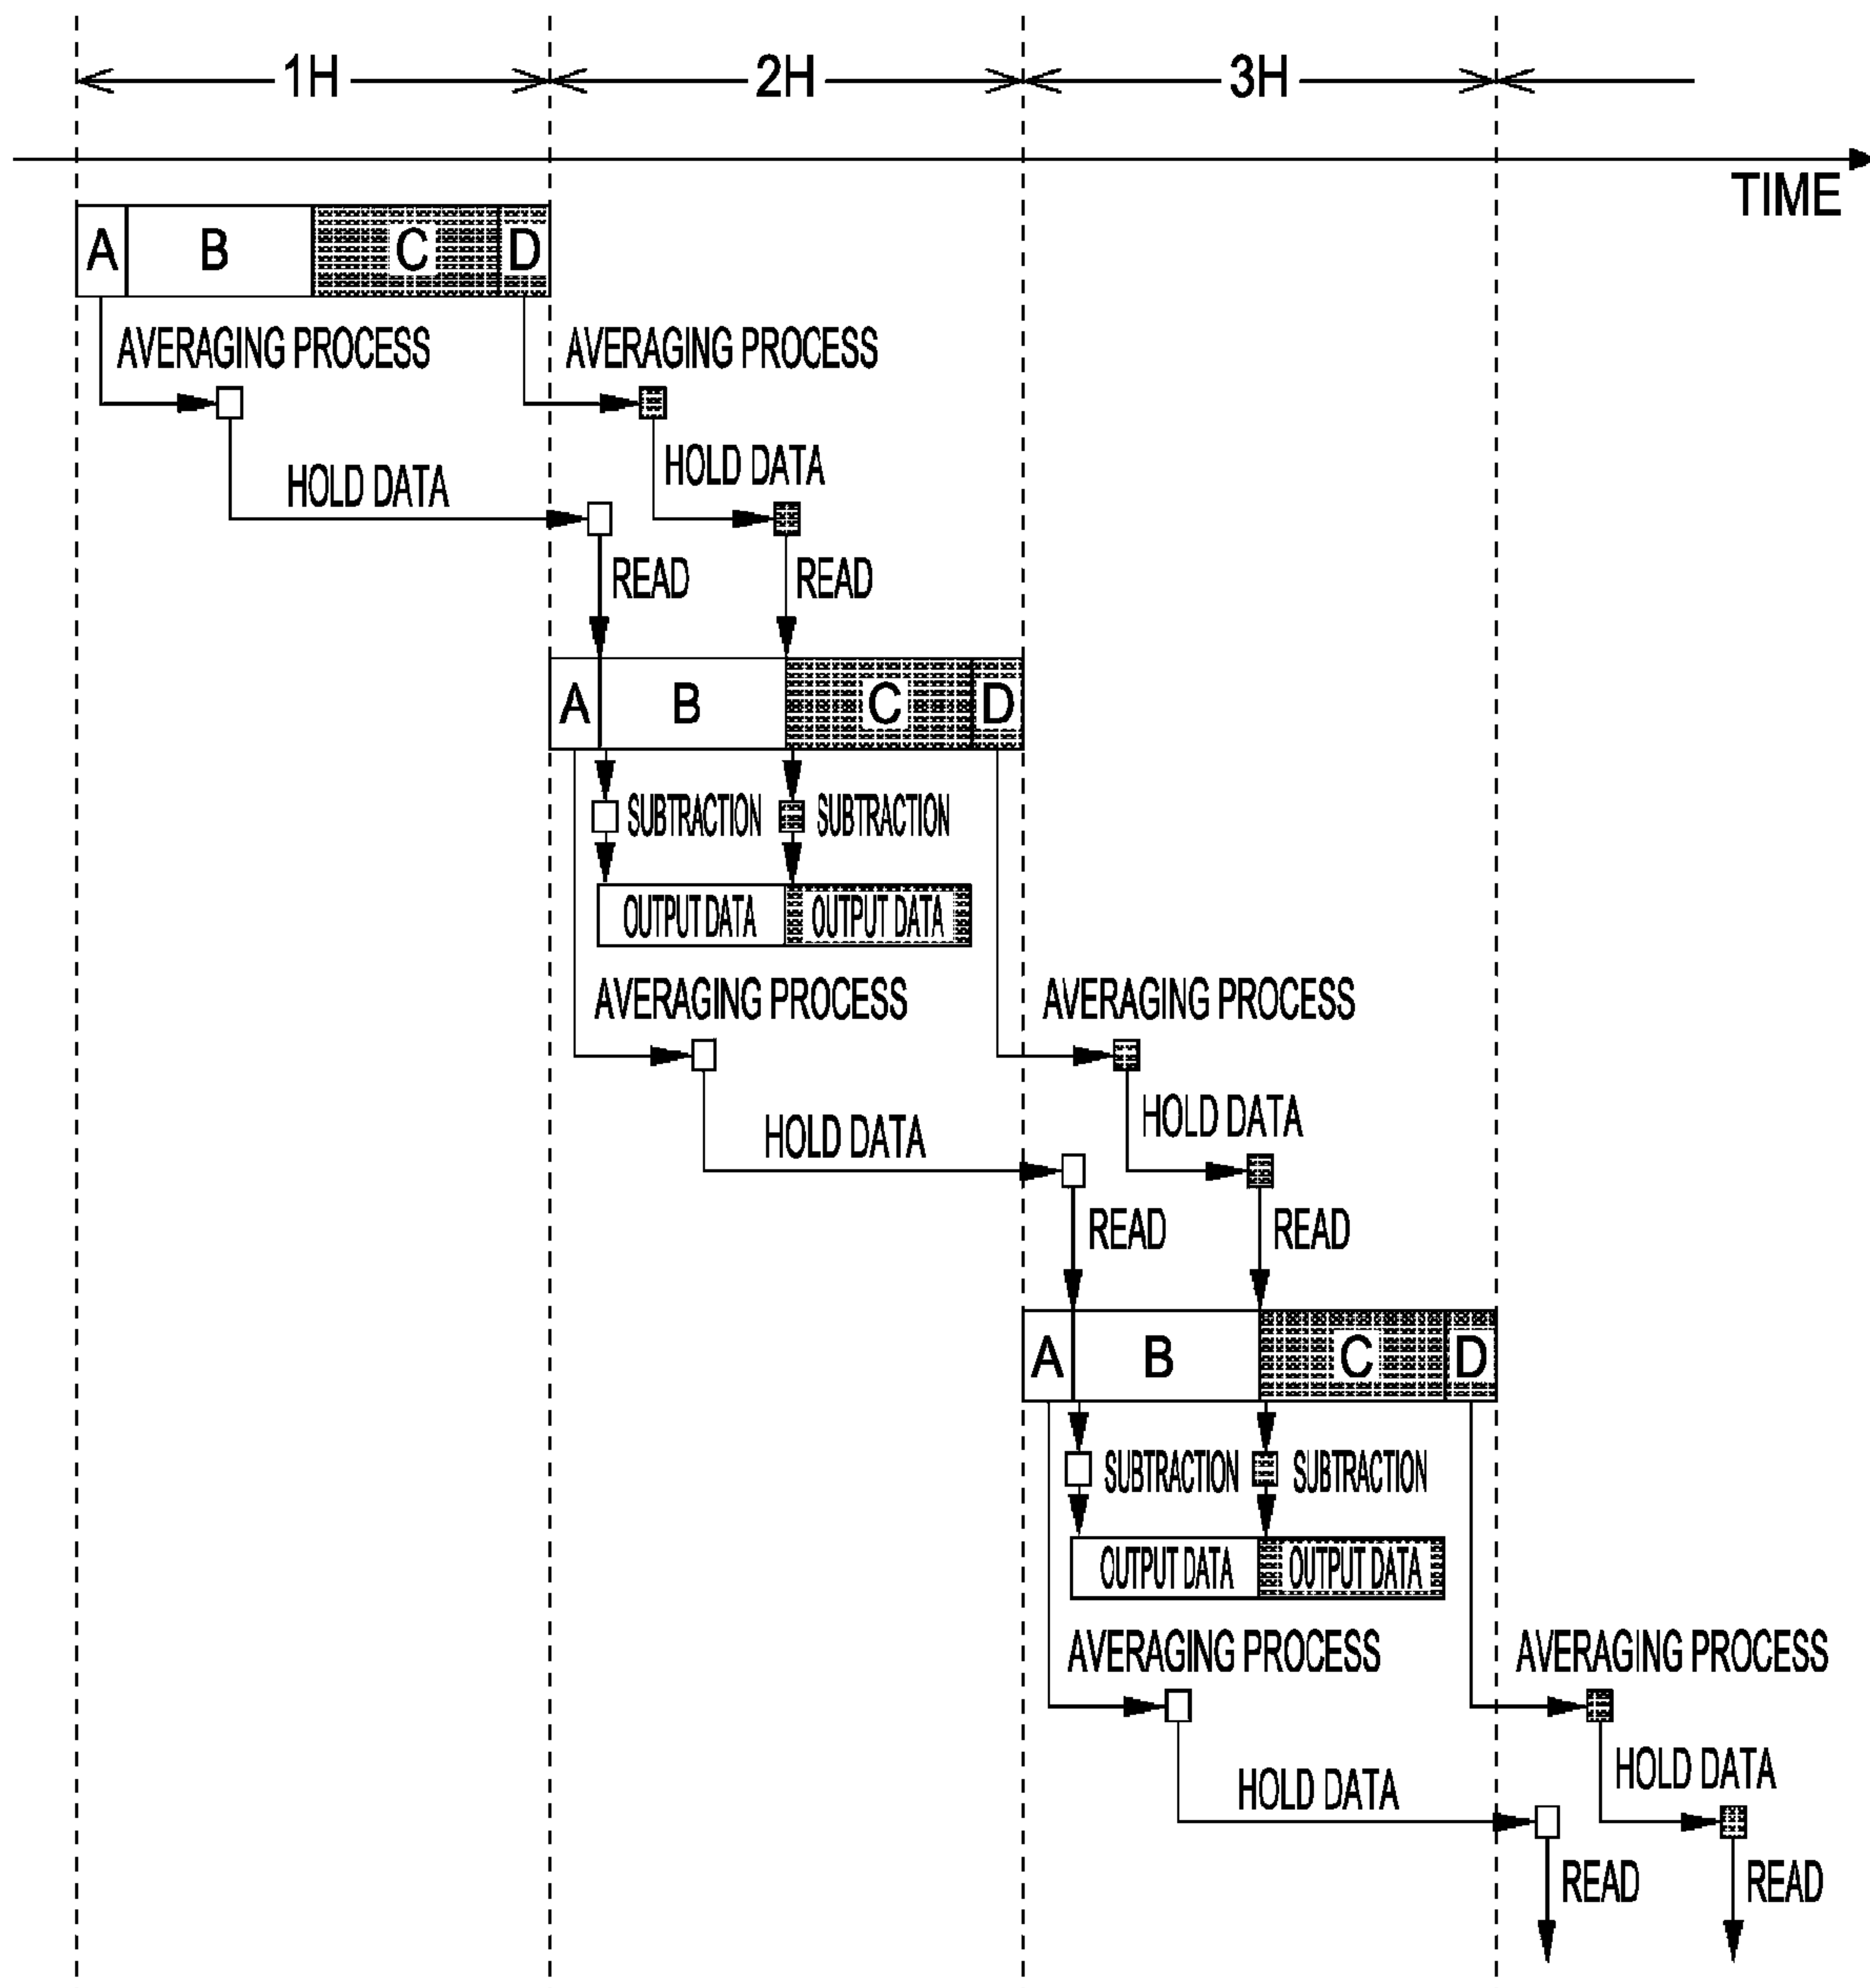 1H 2H 3H
TIME
A B C D
AVERAGING PROCESS AVERAGING PROCESS
HOLD DATA HOLD DATA
READ READ
A B C D
SUBTRACTION SUBTRACTION
OUTPUT DATA OUTPUT DATA
AVERAGING PROCESS AVERAGING PROCESS
HOLD DATA HOLD DATA
READ READ
A B C D
SUBTRACTION SUBTRACTION
OUTPUT DATA OUTPUT DATA
AVERAGING PROCESS AVERAGING PROCESS
HOLD DATA HOLD DATA
READ READ